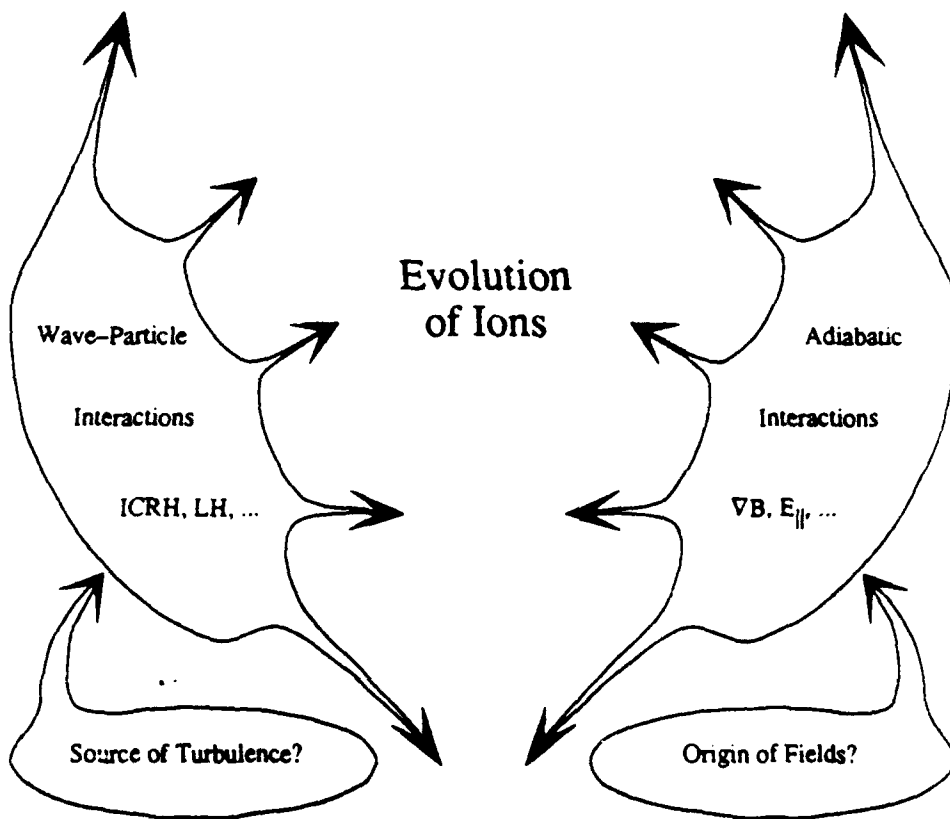 Evolution
of Ions
Wave–Particle
Interactions
ICRH, LH, ...
Adiabatic
Interactions
∇B, E||, ...
Source of Turbulence?
Origin of Fields?